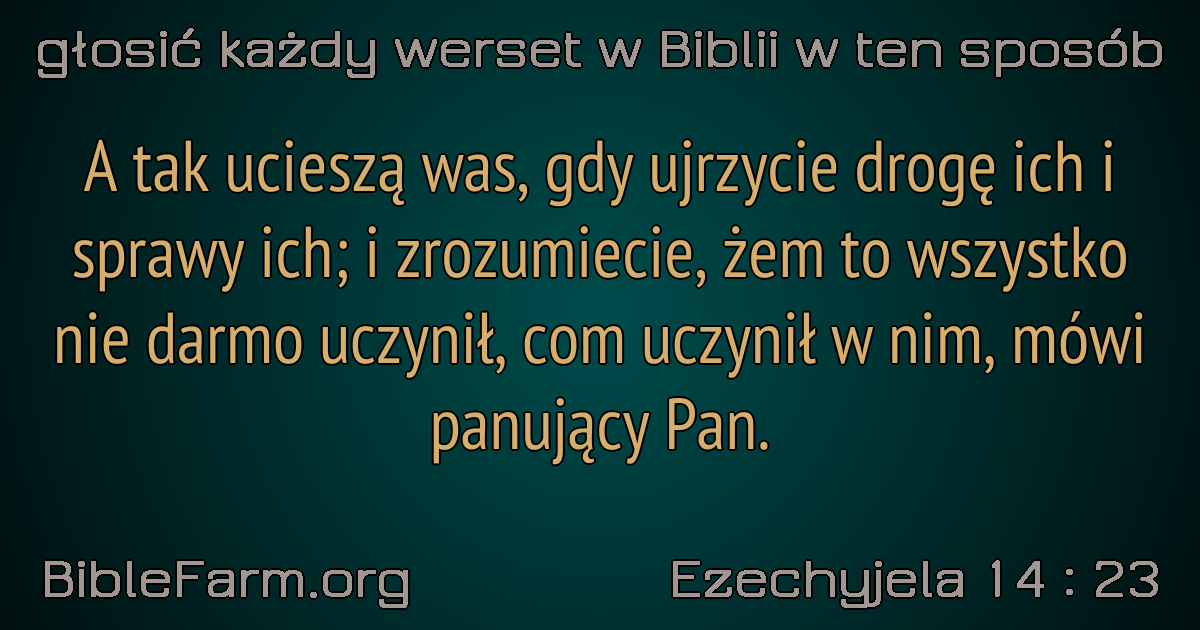 głosić każdy werset w Biblii w ten sposób
A tak ucieszą was, gdy ujrzycie drogę ich i
sprawy ich; i zrozumiecie, żem to wszystko
nie darmo uczynił, com uczynił w nim, mówi
panujący Pan.
BibleFarm.org
Ezechyjela 14 : 23